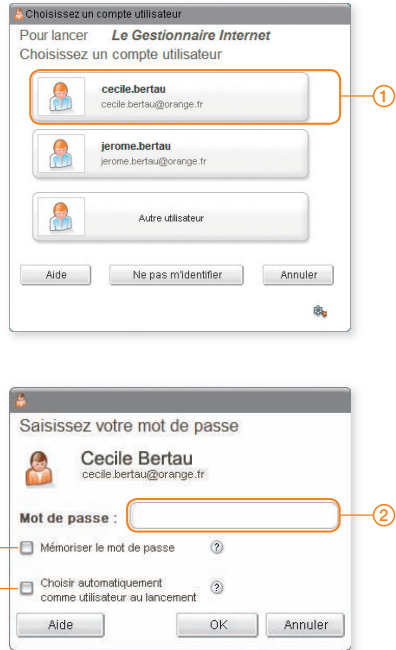 Choisissez un compte utilisateur
Pour lancer Le Gestionnaire Internet
Choisissez un compte utilisateur
cecile.bertau
cecile.bertau@orange.fr
1
jerome.bertau
jerome.bertau@orange.fr
Autre utilisateur
Aide Ne pas m'identifier Annuler
Saisissez votre mot de passe
Cecile Bertau
cecile.bertau@orange.fr
Mot de passe :
2
Mémoriser le mot de passe ?
Choisir automatiquement
comme utilisateur au lancement ?
Aide OK Annuler